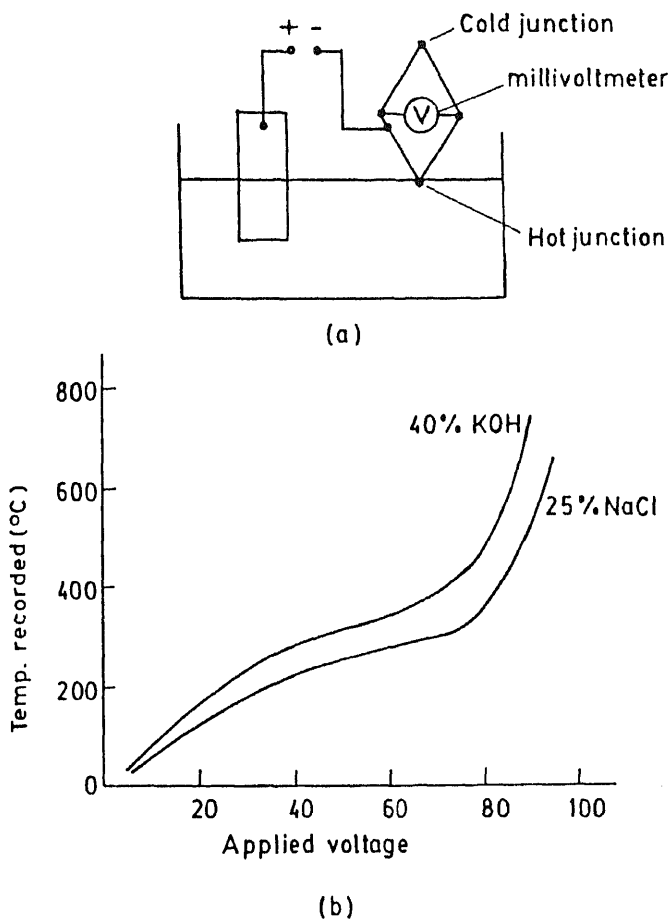 + -
Cold junction
millivoltmeter
V
Hot junction
(a)
800
600
400
200
0
Temp. recorded (°C)
40% KOH
25% NaCl
20 40 60 80 100
Applied voltage
(b)